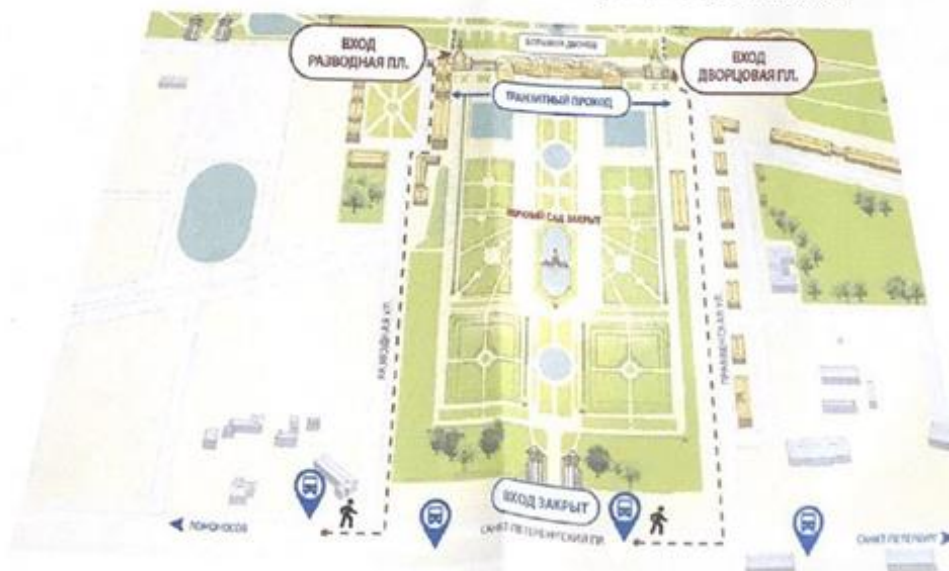 БОЛЬШОЙ ДВОРЕЦ
ВХОД
РАЗВОДНАЯ ПЛ.
ВХОД
ДВОРЦОВАЯ ПЛ.
ТРАНЗИТНЫЙ ПРОХОД
ВЕРХНИЙ САД ЗАКРЫТ
РАЗВОДНАЯ УЛ.
ПРАВЛЕНСКАЯ УЛ.
ВХОД ЗАКРЫТ
ЛОМОНОСОВ
САНКТ-ПЕТЕРБУРГСКИЙ ПР.
САНКТ-ПЕТЕРБУРГ